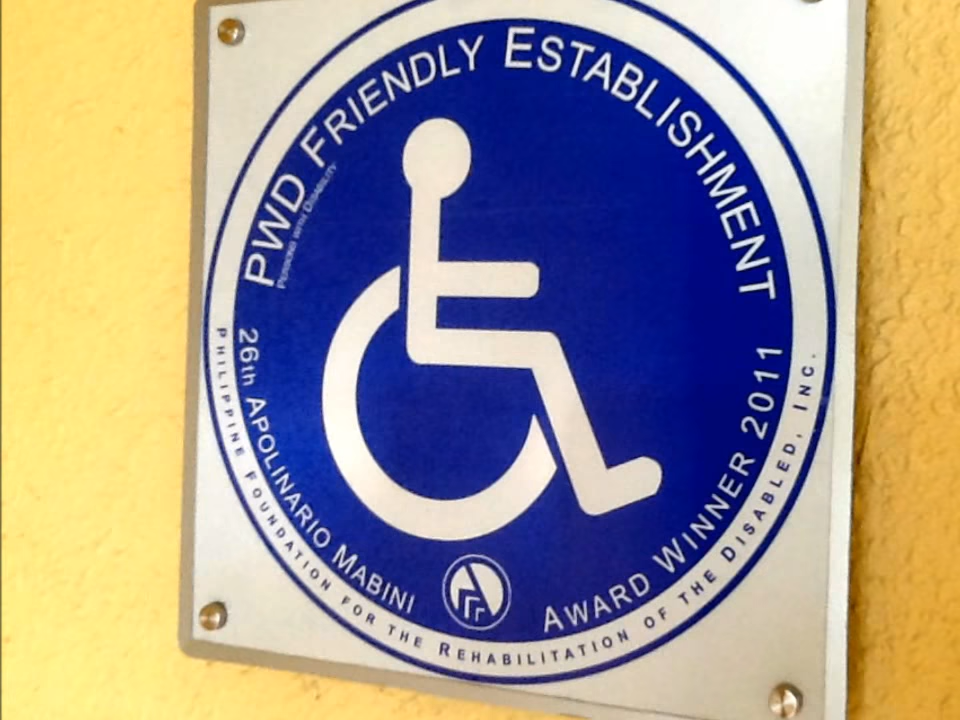 PWD FRIENDLY ESTABLISHMENT
PERSONS WITH DISABILITY
26th APOLINARIO MABINI AWARD WINNER 2011
PHILIPPINE FOUNDATION FOR THE REHABILITATION OF THE DISABLED, INC.